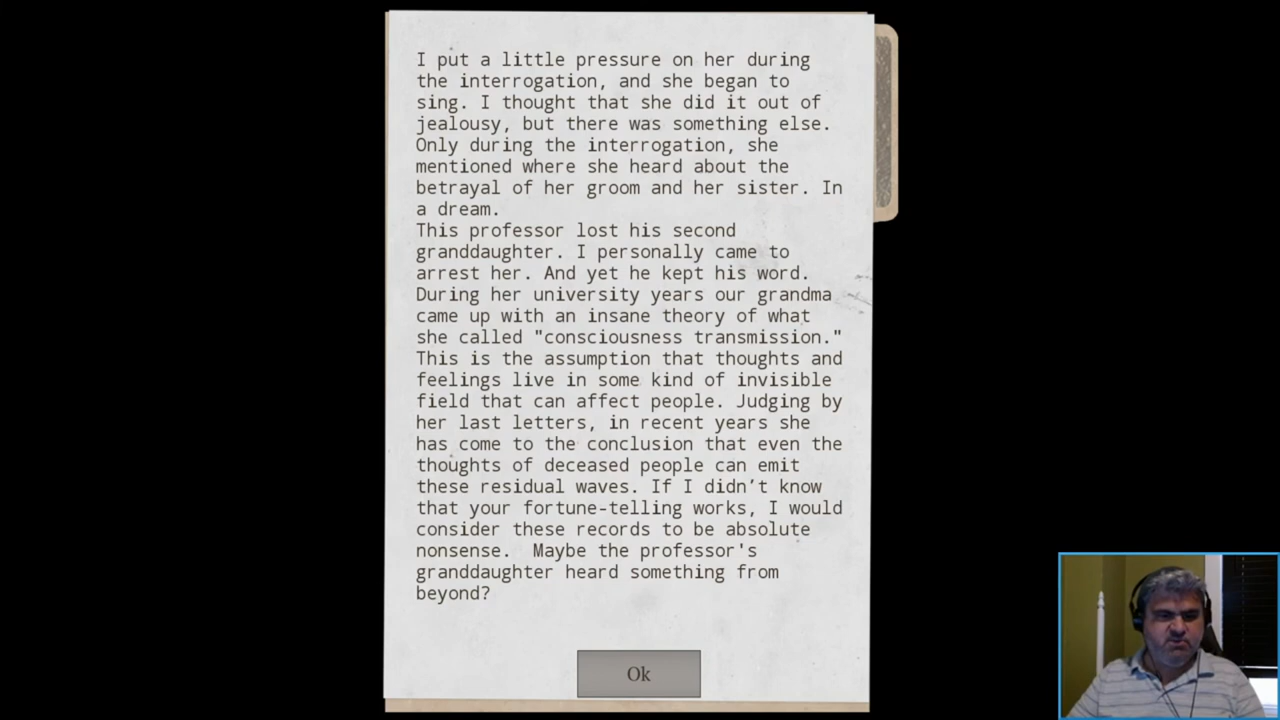 I put a little pressure on her during
the interrogation, and she began to
sing. I thought that she did it out of
jealousy, but there was something else.
Only during the interrogation, she
mentioned where she heard about the
betrayal of her groom and her sister. In
a dream.
This professor lost his second
granddaughter. I personally came to
arrest her. And yet he kept his word.
During her university years our grandma
came up with an insane theory of what
she called "consciousness transmission."
This is the assumption that thoughts and
feelings live in some kind of invisible
field that can affect people. Judging by
her last letters, in recent years she
has come to the conclusion that even the
thoughts of deceased people can emit
these residual waves. If I didn’t know
that your fortune-telling works, I would
consider these records to be absolute
nonsense.  Maybe the professor's
granddaughter heard something from
beyond?
Ok